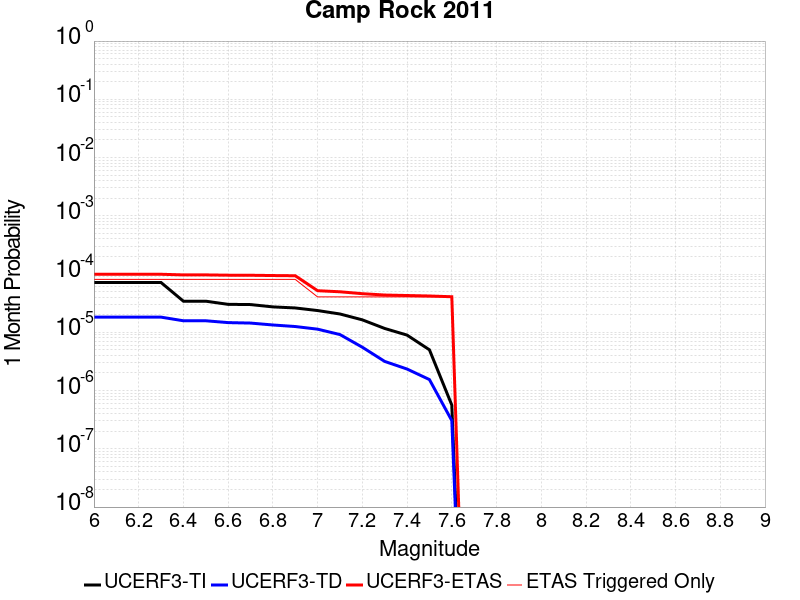 Camp Rock 2011
10^0
10^-1
10^-2
10^-3
10^-4
10^-5
10^-6
10^-7
10^-8
1 Month Probability
6 6.2 6.4 6.6 6.8 7 7.2 7.4 7.6 7.8 8 8.2 8.4 8.6 8.8 9
Magnitude
UCERF3-TI UCERF3-TD UCERF3-ETAS ETAS Triggered Only